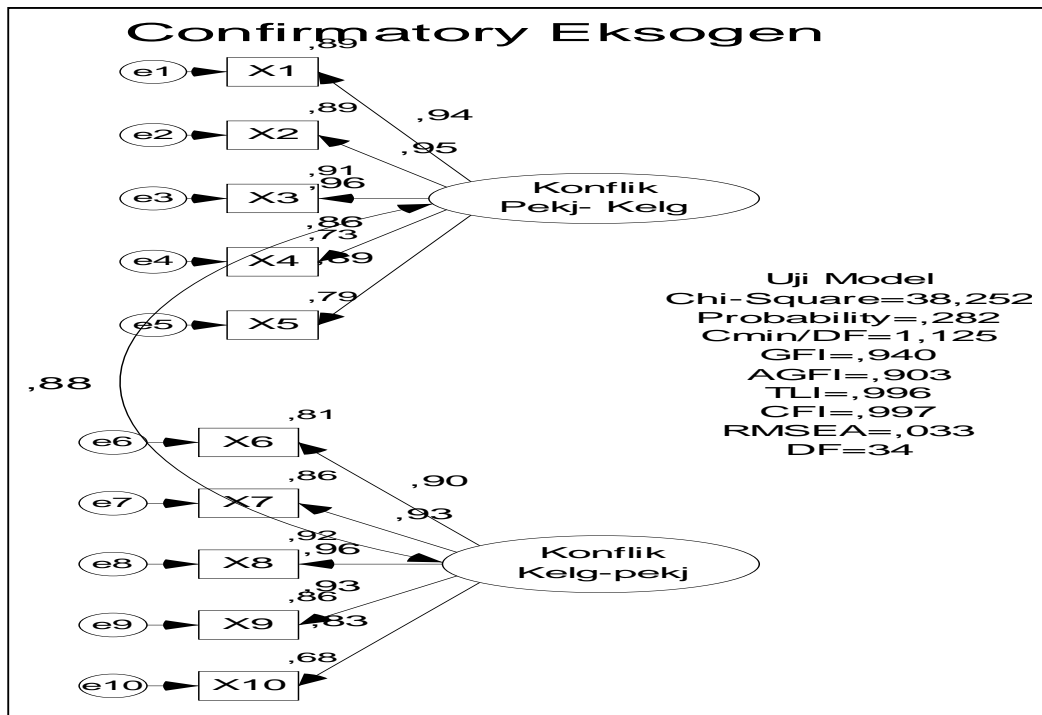 Confirmatory Eksogen
,89
e1 X1
,94
,89
e2 X2
,95
,91
,96
e3 X3
Konflik
Pekj- Kelg
,86
,73
e4 X4
,89
,79
e5 X5
,88
Uji Model
Chi-Square=38,252
Probability=,282
Cmin/DF=1,125
GFI=,940
AGFI=,903
TLI=,996
CFI=,997
RMSEA=,033
DF=34
,81
e6 X6
,90
,86
e7 X7
,93
,92
,96
e8 X8
Konflik
Kelg-pekj
,93
,86
e9 X9
,83
,68
e10 X10